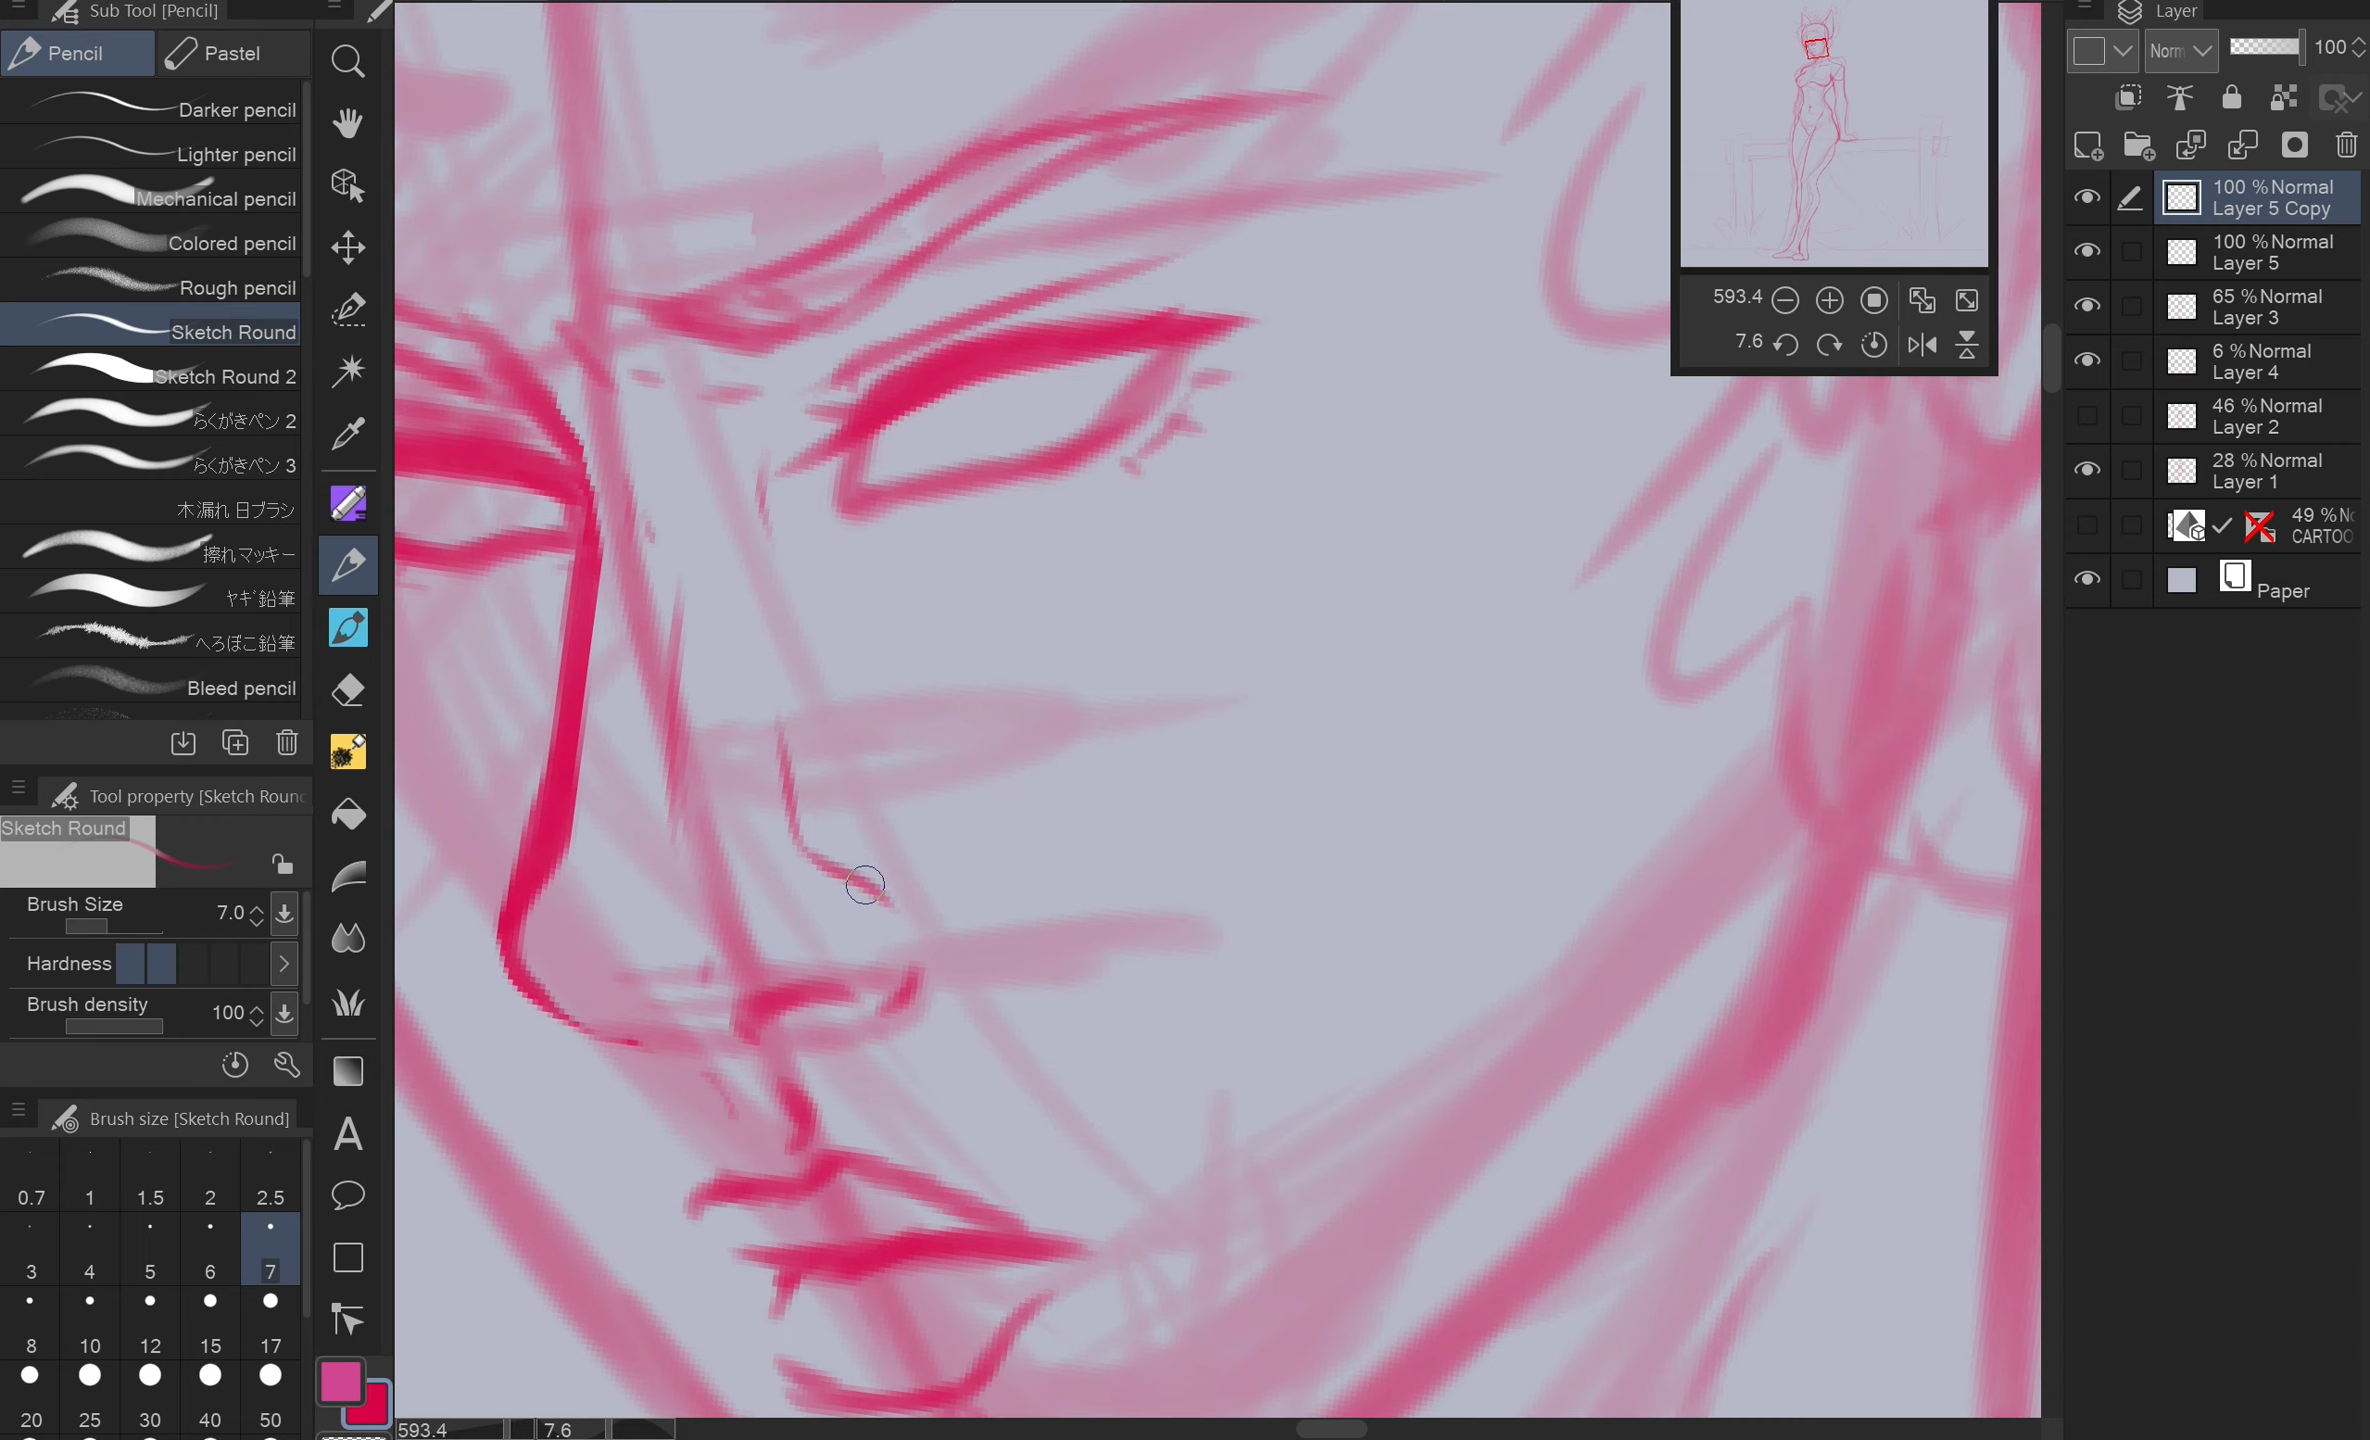 Sub Tool [Pencil]
Pencil
Pastel
Darker pencil
Lighter pencil
Mechanical pencil
Colored pencil
Rough pencil
Sketch Round
Sketch Round 2
らくがきペン 2
らくがきペン 3
木漏れ日ブラシ
擦れマッキー
ヤギ鉛筆
へろぽこ鉛筆
Bleed pencil
Tool property [Sketch Roun
Sketch Round
Brush Size 7.0
Hardness
Brush density 100
Brush size [Sketch Round]
0.7 1 1.5 2 2.5
3 4 5 6 7
8 10 12 15 17
20 25 30 40 50
593.4 7.6
593.4
7.6
Layer
Norm 100
100 % Normal
Layer 5 Copy
100 % Normal
Layer 5
65 % Normal
Layer 3
6 % Normal
Layer 4
46 % Normal
Layer 2
28 % Normal
Layer 1
49 % No
CARTOO
Paper